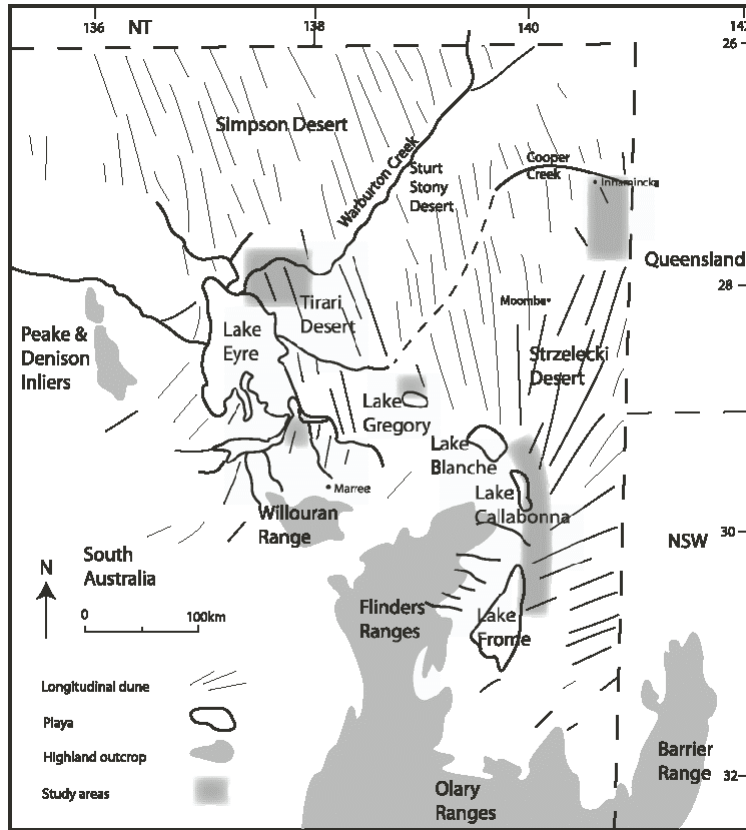 136
NT
138
140
142
26
Simpson Desert
Warburton Creek
Sturt
Stony
Desert
Cooper
Creek
Innamincka
Queensland
28
Moomba
Tirari
Desert
Peake &
Denison
Inliers
Lake
Eyre
Strzelecki
Desert
Lake
Gregory
Lake
Blanche
Lake
Callabonna
Marree
Willouran
Range
30
NSW
South
Australia
N
0
100km
Flinders
Ranges
Lake
Frome
Longitudinal dune
Playa
Highland outcrop
Study areas
Barrier
Range
32
Olary
Ranges